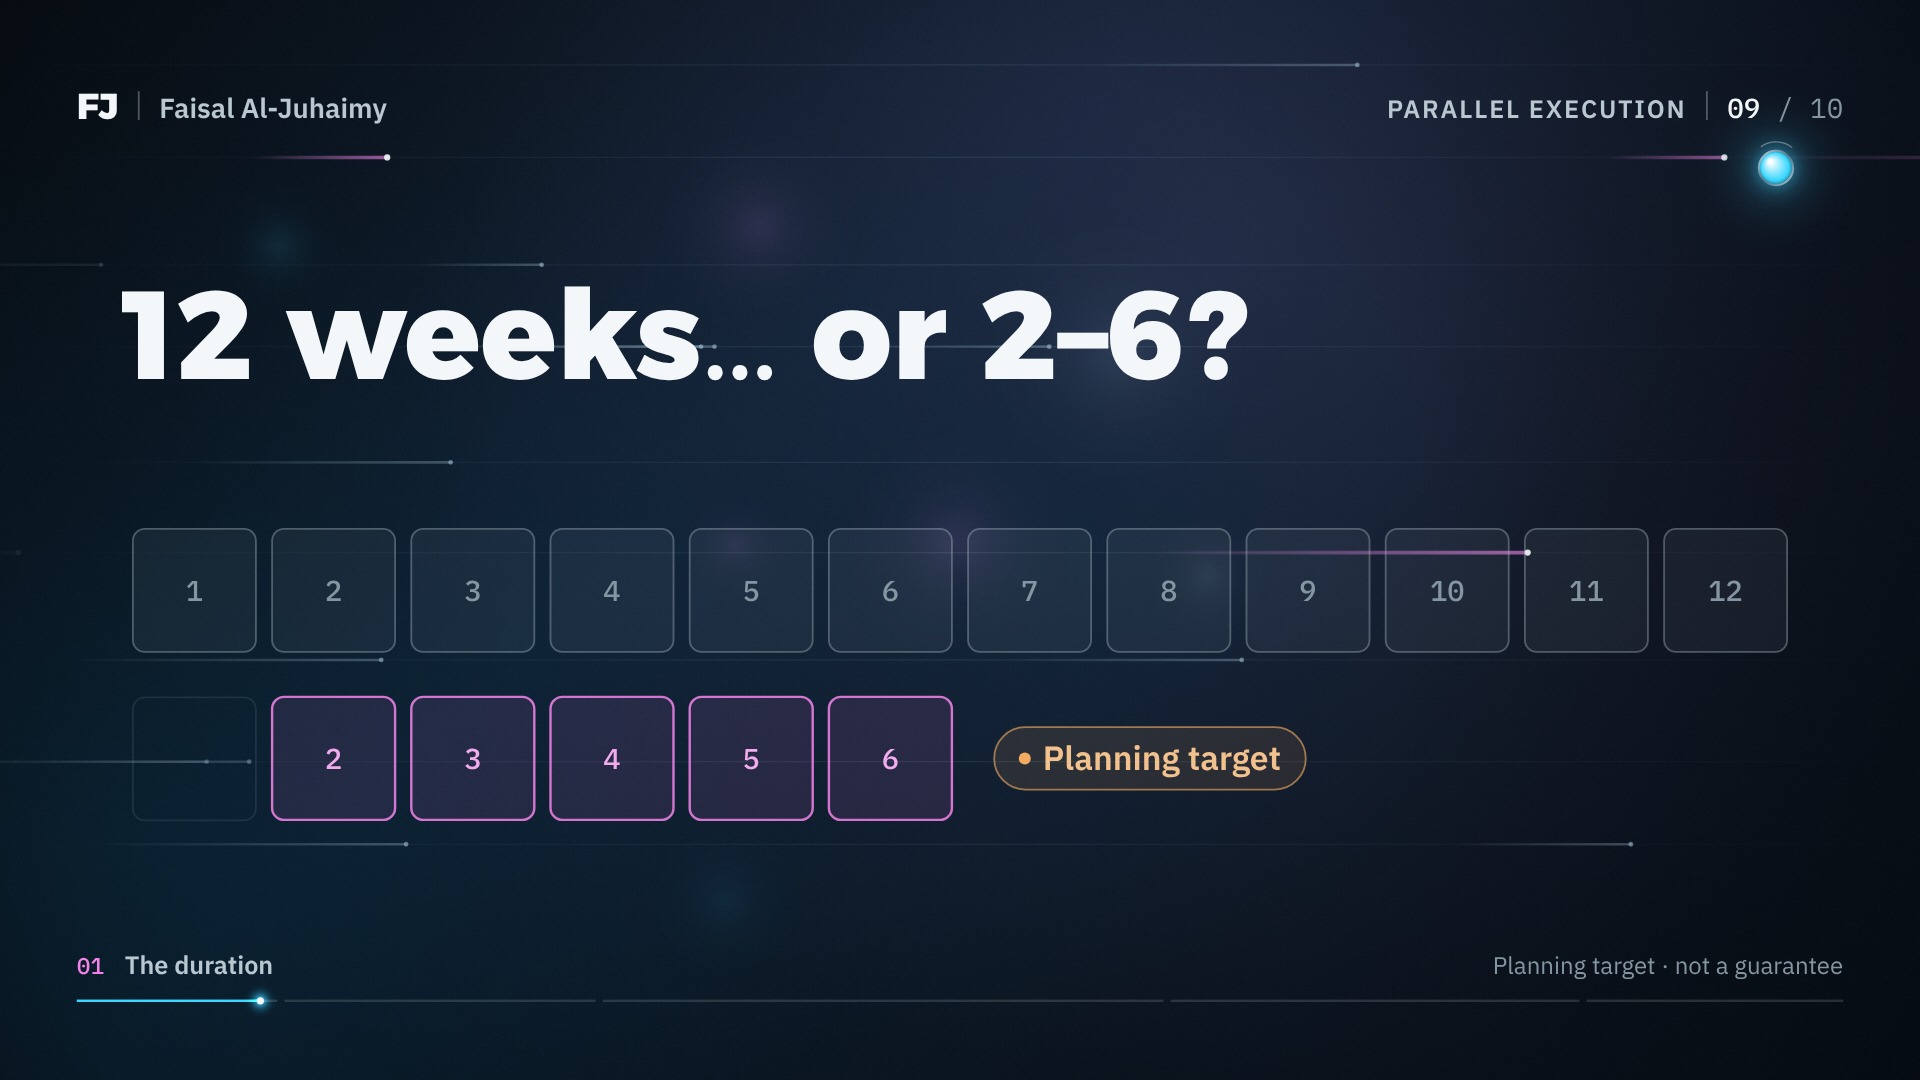 FJ Faisal Al-Juhaimy
PARALLEL EXECUTION 09 / 10
12 weeks... or 2–6?
1 2 3 4 5 6 7 8 9 10 11 12
2 3 4 5 6 Planning target
01 The duration
Planning target · not a guarantee